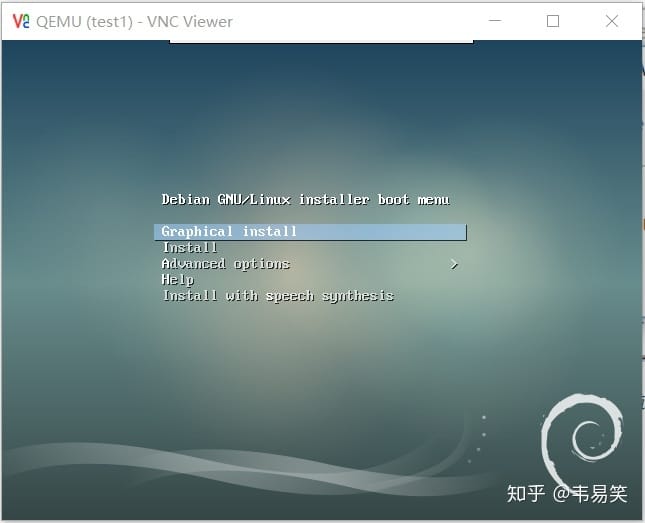 QEMU (test1) - VNC Viewer
Debian GNU/Linux installer boot menu
Graphical install
Install
Advanced options >
Help
Install with speech synthesis
知乎 @韦易笑